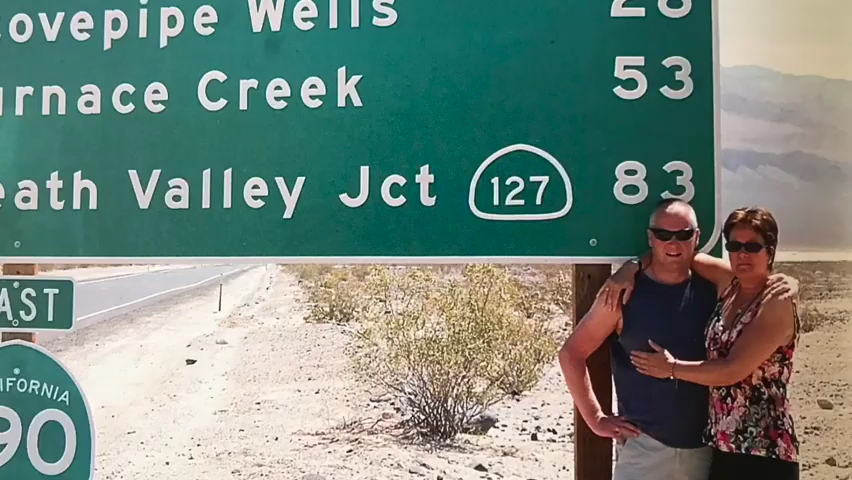 ovepipe Wells 28
urnace Creek 53
eath Valley Jct 127 83
AST
IFORNIA
90